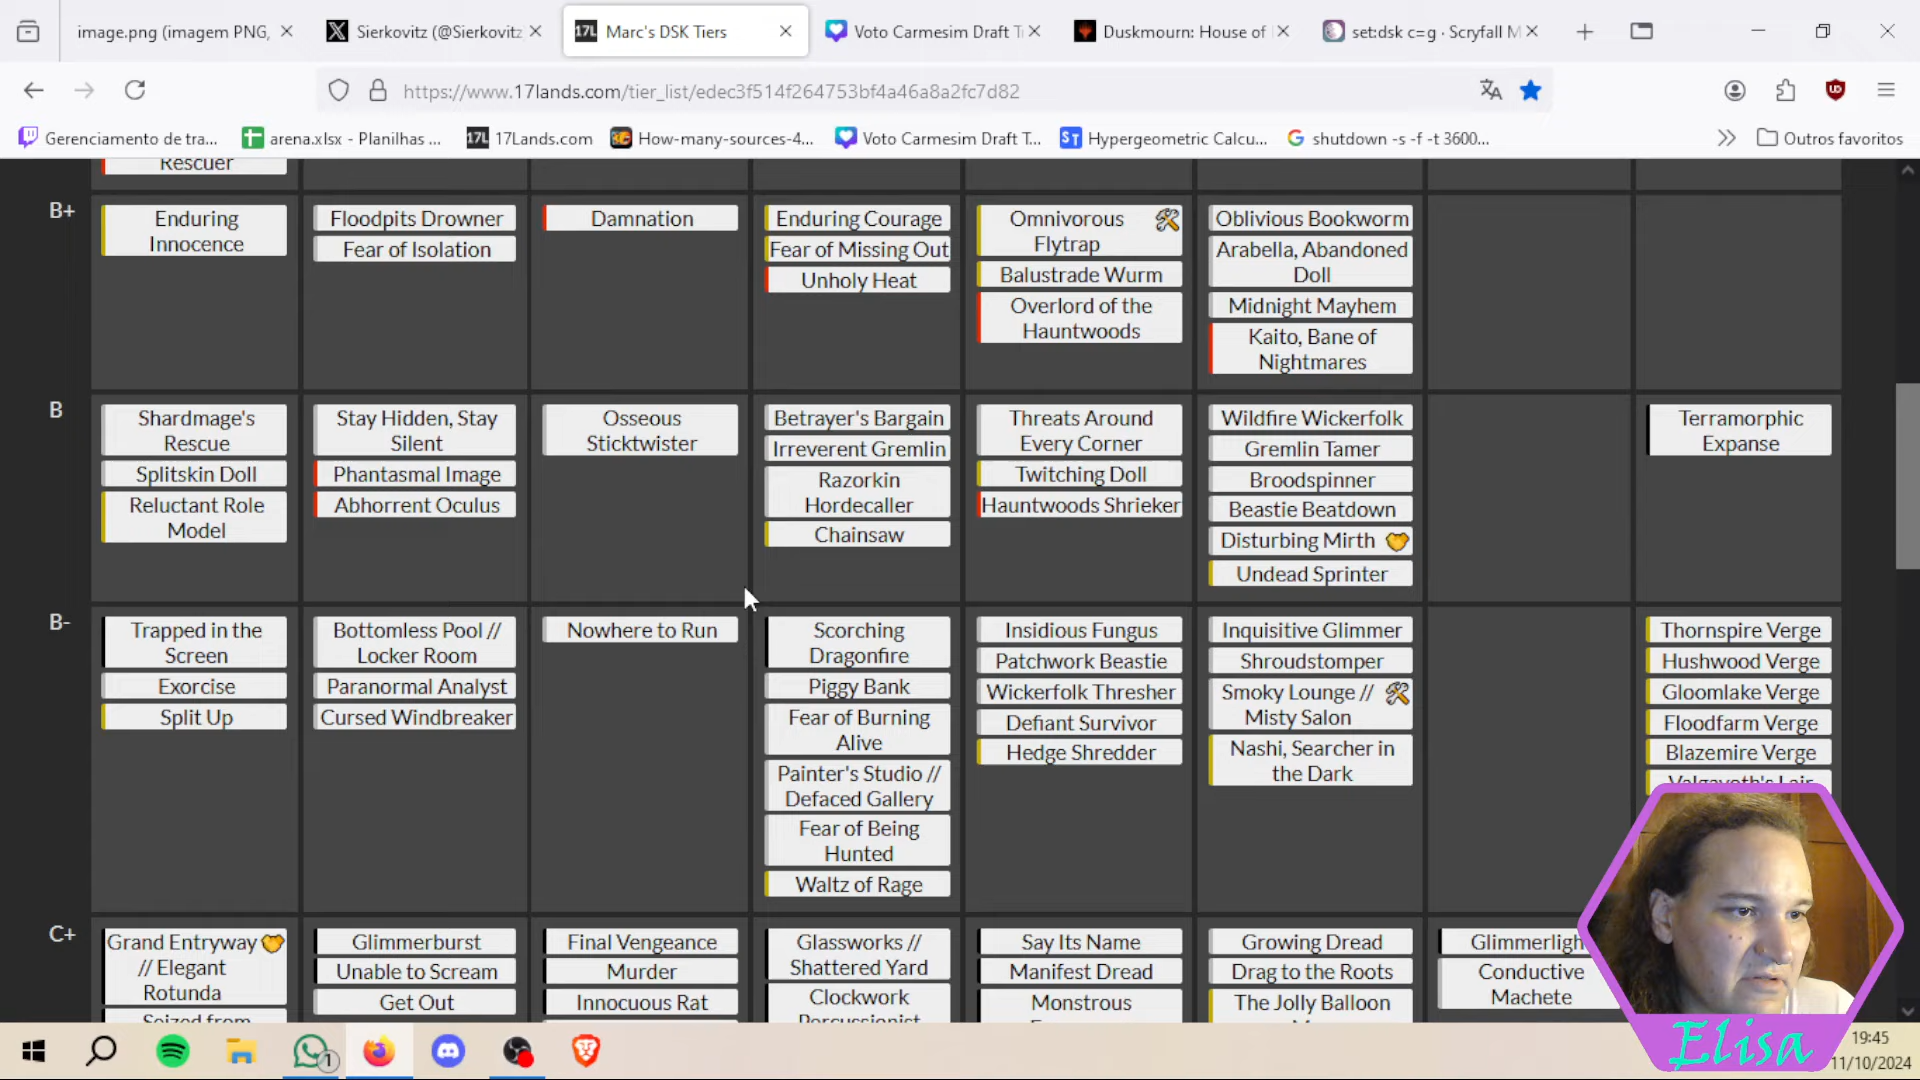 image.png (imagem PNG,
Sierkovitz (@Sierkovitz
17L Marc's DSK Tiers
Voto Carmesim Draft T
Duskmourn: House of
set:dsk c=g · Scryfall M
https://www.17lands.com/tier_list/edec3f514f264753bf4a46a8a2fc7d82
Gerenciamento de tra...
arena.xlsx - Planilhas ...
17L 17Lands.com
How-many-sources-4...
Voto Carmesim Draft T...
ST Hypergeometric Calcu...
shutdown -s -f -t 3600...
Outros favoritos
Rescuer
B+
Enduring
Innocence
Floodpits Drowner
Fear of Isolation
Damnation
Enduring Courage
Fear of Missing Out
Unholy Heat
Omnivorous
Flytrap
Balustrade Wurm
Overlord of the
Hauntwoods
Oblivious Bookworm
Arabella, Abandoned
Doll
Midnight Mayhem
Kaito, Bane of
Nightmares
B
Shardmage's
Rescue
Splitskin Doll
Reluctant Role
Model
Stay Hidden, Stay
Silent
Phantasmal Image
Abhorrent Oculus
Osseous
Sticktwister
Betrayer's Bargain
Irreverent Gremlin
Razorkin
Hordecaller
Chainsaw
Threats Around
Every Corner
Twitching Doll
Hauntwoods Shrieker
Wildfire Wickerfolk
Gremlin Tamer
Broodspinner
Beastie Beatdown
Disturbing Mirth
Undead Sprinter
Terramorphic
Expanse
B-
Trapped in the
Screen
Exorcise
Split Up
Bottomless Pool //
Locker Room
Paranormal Analyst
Cursed Windbreaker
Nowhere to Run
Scorching
Dragonfire
Piggy Bank
Fear of Burning
Alive
Painter's Studio //
Defaced Gallery
Fear of Being
Hunted
Waltz of Rage
Insidious Fungus
Patchwork Beastie
Wickerfolk Thresher
Defiant Survivor
Hedge Shredder
Inquisitive Glimmer
Shroudstomper
Smoky Lounge //
Misty Salon
Nashi, Searcher in
the Dark
Thornspire Verge
Hushwood Verge
Gloomlake Verge
Floodfarm Verge
Blazemire Verge
Valgavoth's Lair
C+
Grand Entryway
// Elegant
Rotunda
Seized from
Glimmerburst
Unable to Scream
Get Out
Final Vengeance
Murder
Innocuous Rat
Glassworks //
Shattered Yard
Clockwork
Percussionist
Say Its Name
Manifest Dread
Monstrous
Growing Dread
Drag to the Roots
The Jolly Balloon
Glimmerligh
Conductive
Machete
Elisa
1
19:45
11/10/2024